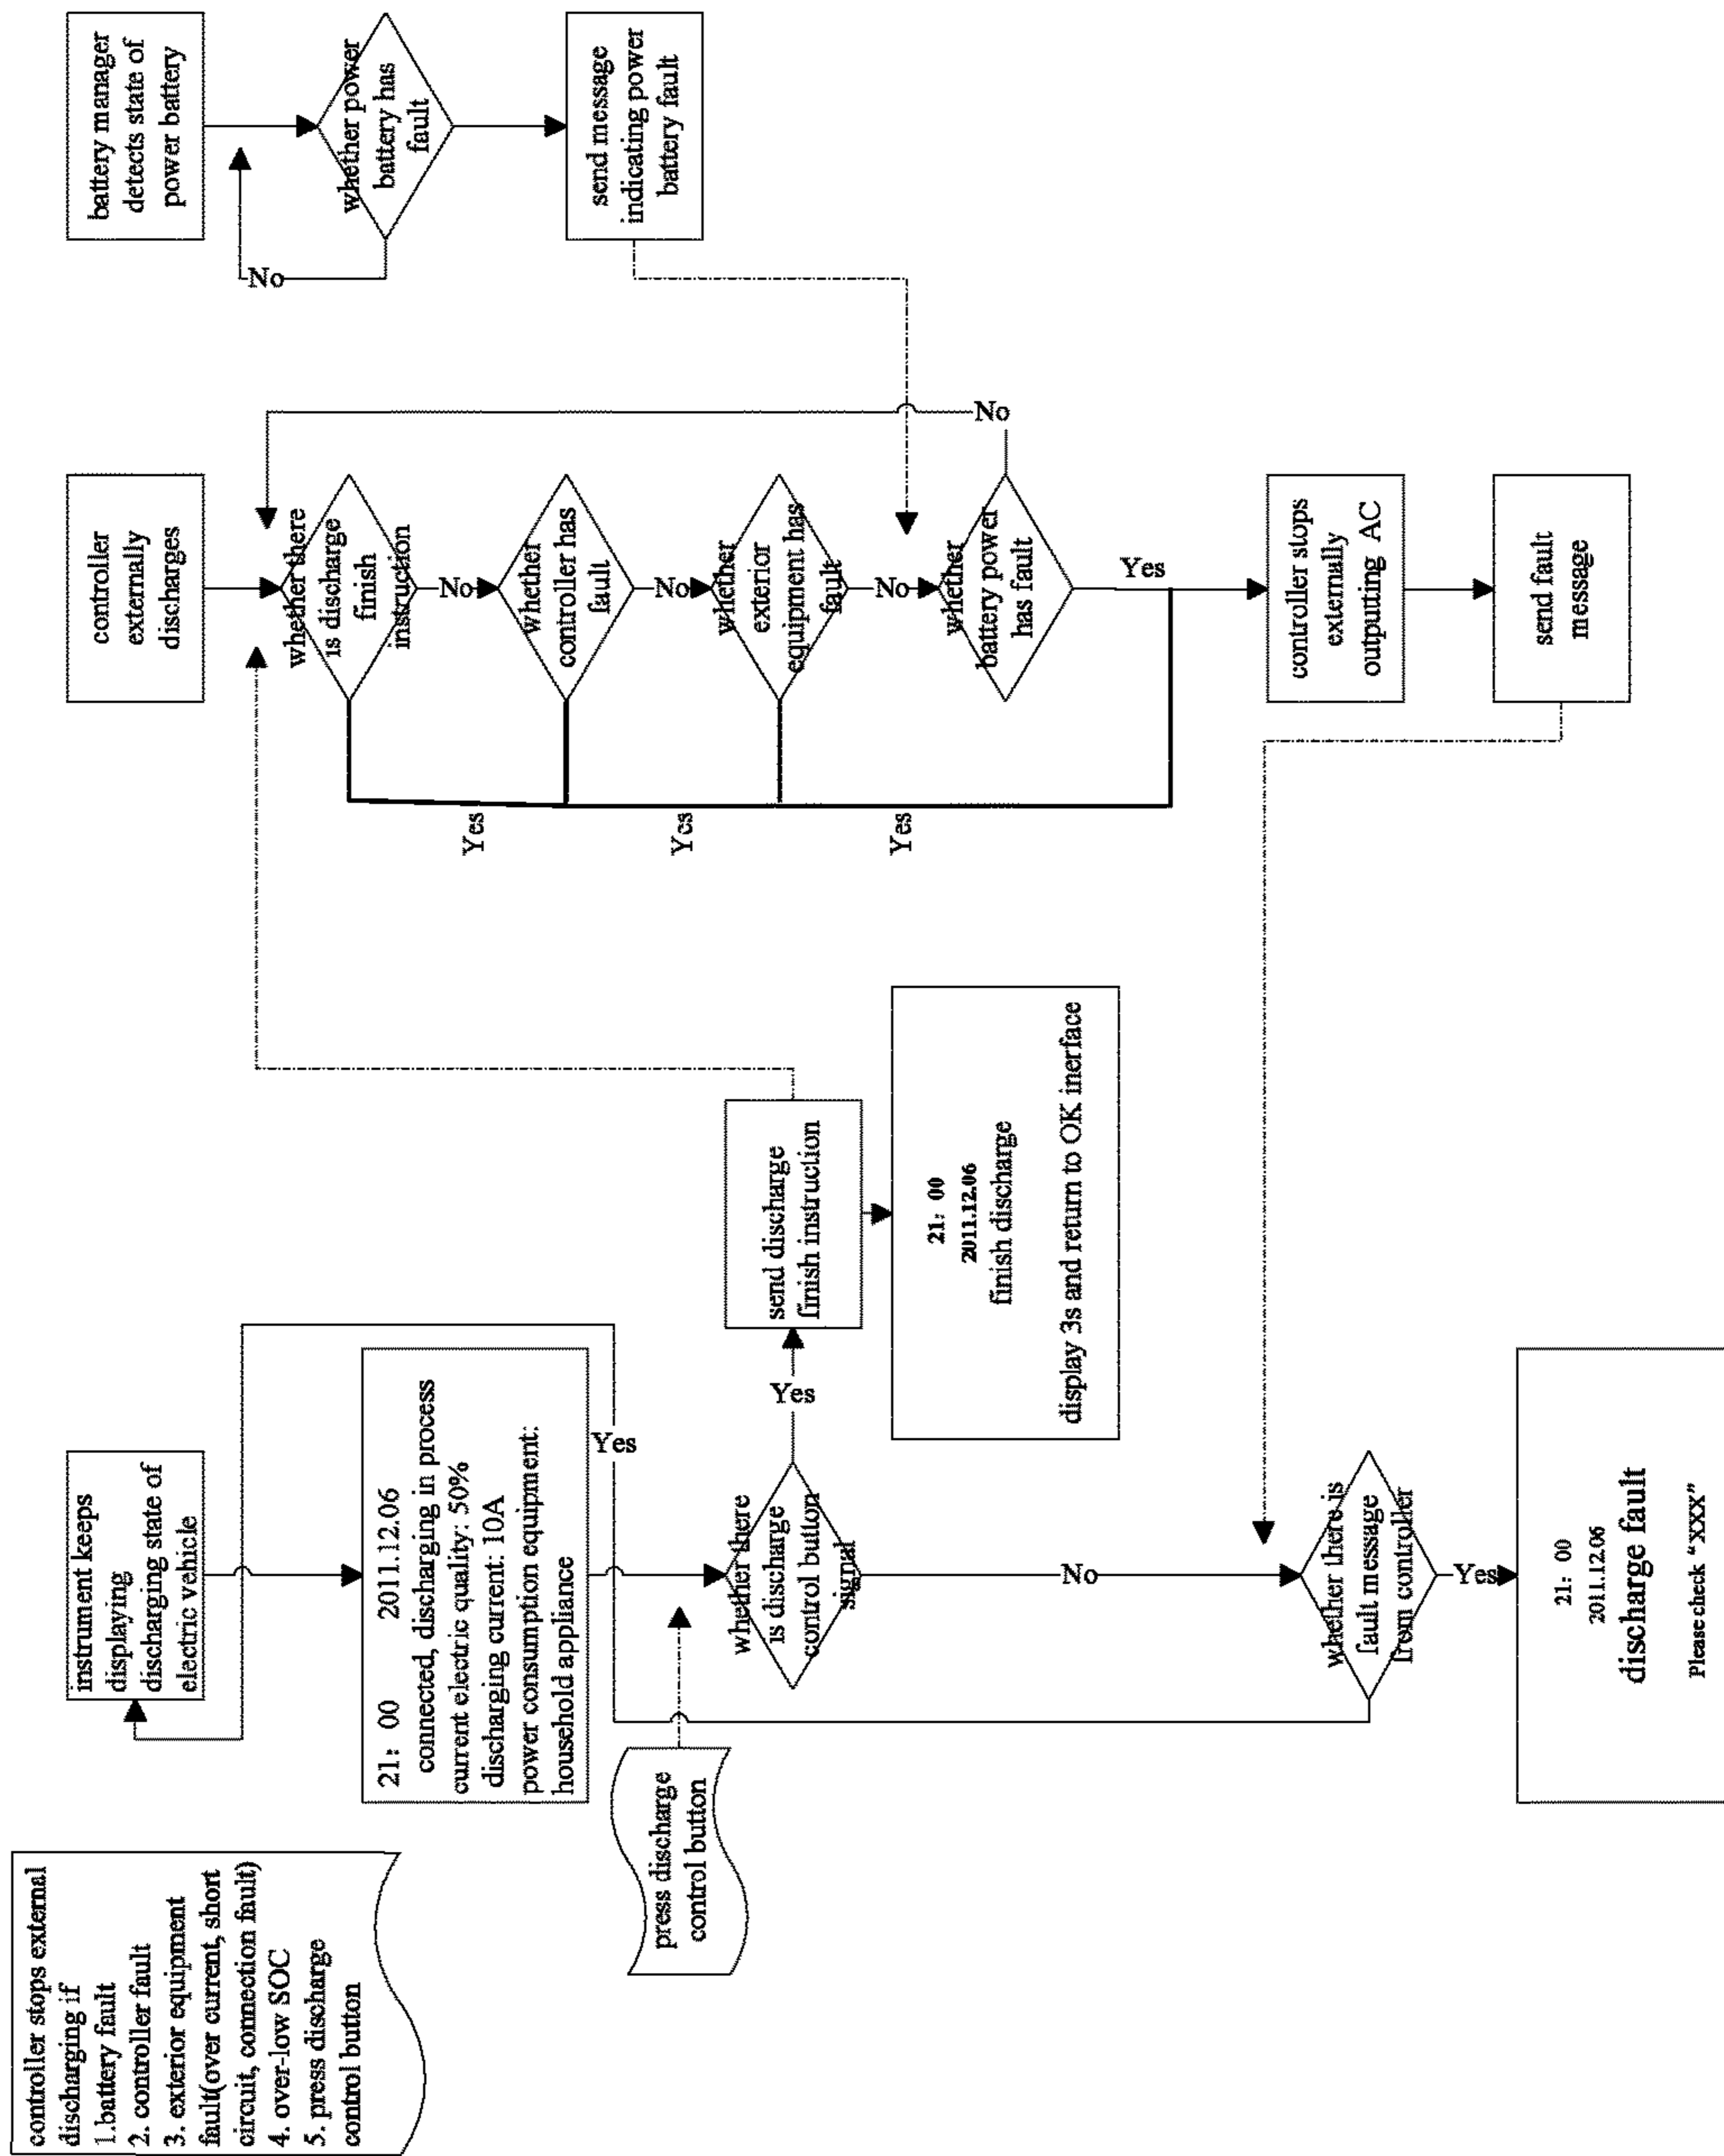 controller stops external
discharging if
1.battery fault
2. controller fault
3. exterior equipment
fault(over current, short
circuit, connection fault)
4. over-low SOC
5. press discharge
control button
instrument keeps
displaying
discharging state of
electric vehicle
21: 00 2011.12.06
connected, discharging in process
current electric quality: 50%
discharging current: 10A
power consumption equipment:
household appliance
Yes
press discharge
control button
whether there
is discharge
control button
signal
Yes
send discharge
finish instruction
21: 00
2011.12.06
finish discharge
display 3s and return to OK inerface
No
whether there is
fault message
from controller
Yes
21: 00
2011.12.06
discharge fault
Please check “XXX”
controller
externally
discharges
whether there
is discharge
finish
instruction
No
Yes
whether
controller has
fault
No
Yes
whether
exterior
equipment has
fault
No
Yes
whether
battery power
has fault
No
Yes
controller stops
externally
outputing AC
send fault
message
battery manager
detects state of
power battery
whether power
battery has
fault
No
send message
indicating power
battery fault